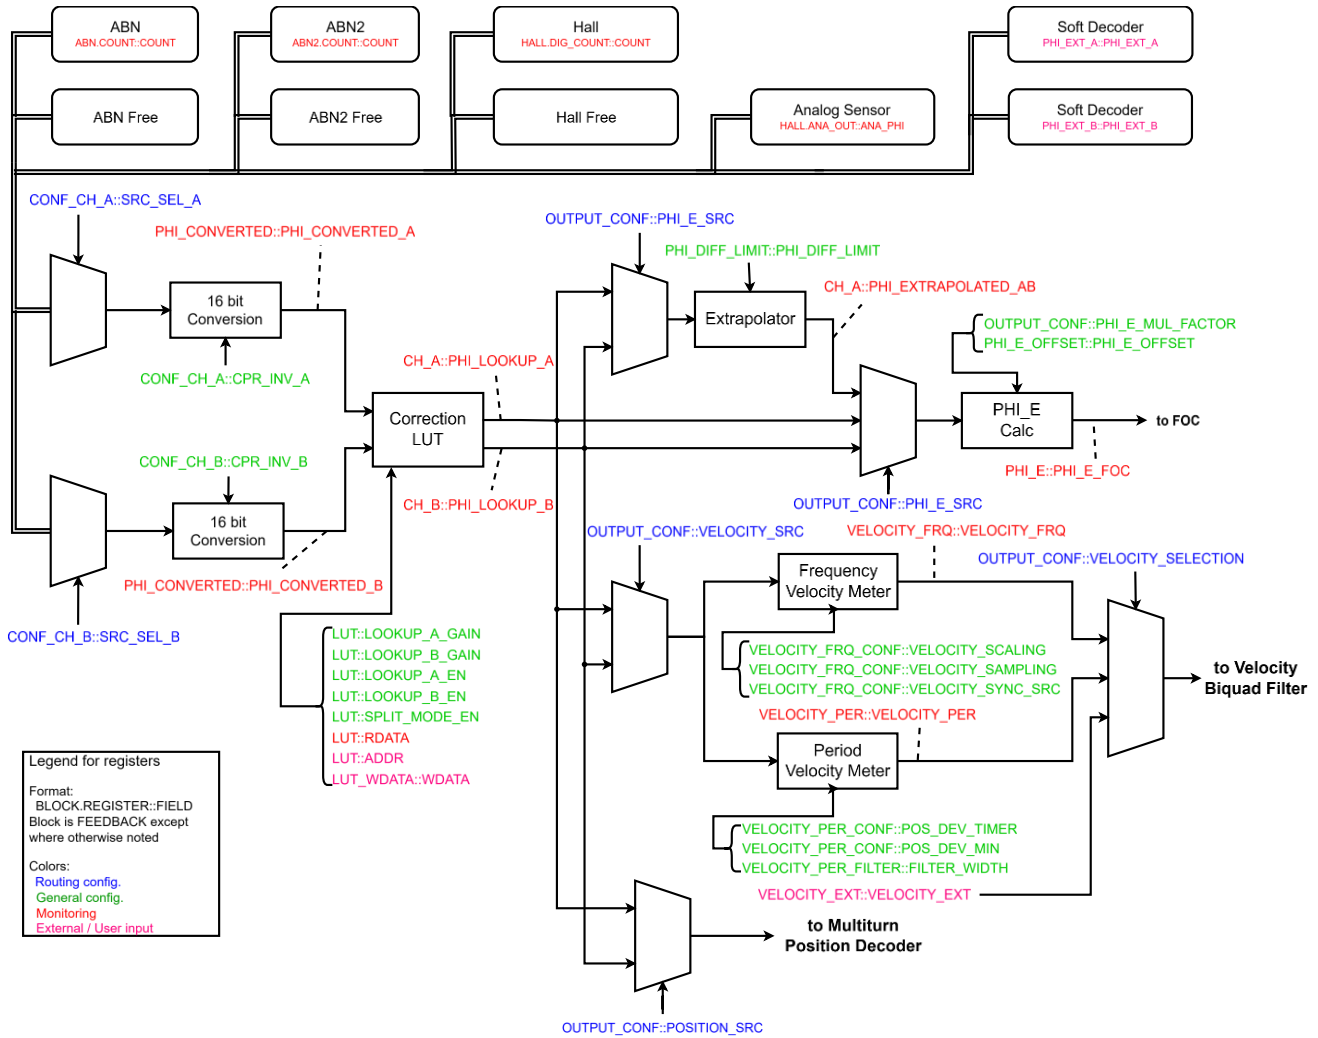 ABN
ABN.COUNT::COUNT
ABN2
ABN2.COUNT::COUNT
Hall
HALL.DIG_COUNT::COUNT
Soft Decoder
PHI_EXT_A::PHI_EXT_A
ABN Free
ABN2 Free
Hall Free
Analog Sensor
HALL.ANA_OUT::ANA_PHI
Soft Decoder
PHI_EXT_B::PHI_EXT_B
CONF_CH_A::SRC_SEL_A
PHI_CONVERTED::PHI_CONVERTED_A
16 bit
Conversion
CONF_CH_A::CPR_INV_A
CONF_CH_B::CPR_INV_B
16 bit
Conversion
PHI_CONVERTED::PHI_CONVERTED_B
CONF_CH_B::SRC_SEL_B
CH_A::PHI_LOOKUP_A
Correction
LUT
CH_B::PHI_LOOKUP_B
LUT::LOOKUP_A_GAIN
LUT::LOOKUP_B_GAIN
LUT::LOOKUP_A_EN
LUT::LOOKUP_B_EN
LUT::SPLIT_MODE_EN
LUT::RDATA
LUT::ADDR
LUT_WDATA::WDATA
OUTPUT_CONF::PHI_E_SRC
PHI_DIFF_LIMIT::PHI_DIFF_LIMIT
Extrapolator
CH_A::PHI_EXTRAPOLATED_AB
OUTPUT_CONF::PHI_E_MUL_FACTOR
PHI_E_OFFSET::PHI_E_OFFSET
PHI_E
Calc
to FOC
PHI_E::PHI_E_FOC
OUTPUT_CONF::PHI_E_SRC
OUTPUT_CONF::VELOCITY_SRC
VELOCITY_FRQ::VELOCITY_FRQ
OUTPUT_CONF::VELOCITY_SELECTION
Frequency
Velocity Meter
VELOCITY_FRQ_CONF::VELOCITY_SCALING
VELOCITY_FRQ_CONF::VELOCITY_SAMPLING
VELOCITY_FRQ_CONF::VELOCITY_SYNC_SRC
VELOCITY_PER::VELOCITY_PER
Period
Velocity Meter
VELOCITY_PER_CONF::POS_DEV_TIMER
VELOCITY_PER_CONF::POS_DEV_MIN
VELOCITY_PER_FILTER::FILTER_WIDTH
VELOCITY_EXT::VELOCITY_EXT
to Velocity
Biquad Filter
to Multiturn
Position Decoder
OUTPUT_CONF::POSITION_SRC
Legend for registers
Format:
BLOCK.REGISTER::FIELD
Block is FEEDBACK except
where otherwise noted
Colors:
Routing config.
General config.
Monitoring
External / User input